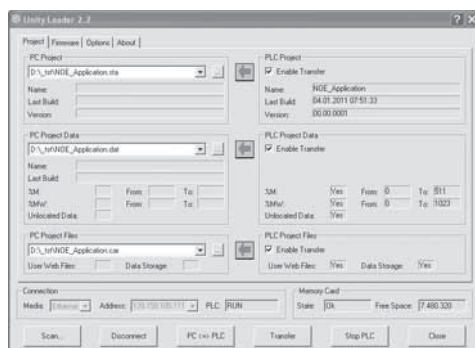 Unity Loader 2.2
Project Firmware Options About
PC Project
D:\_tst\NOE_Application.sta
Name:
Last Build:
Version:
PLC Project
Enable Transfer
Name: NOE_Application
Last Build: 04.01.2011 07:51:33
Version: 00.00.0001
PC Project Data
D:\_tst\NOE_Application.dat
Name:
Last Build:
%M: From: To:
%MW: From: To:
Unlocated Data:
PLC Project Data
Enable Transfer
%M: Yes From: 0 To: 511
%MW: Yes From: 0 To: 1023
Unlocated Data: Yes
PC Project Files
D:\_tst\NOE_Application.car
User Web Files: Data Storage:
PLC Project Files
Enable Transfer
User Web Files: Yes Data Storage: Yes
Connection
Media: Ethernet Address: PLC: RUN
Memory Card
State: Ok Free Space: 7.480.320
Scan... Disconnect PC <=> PLC Transfer Stop PLC Close